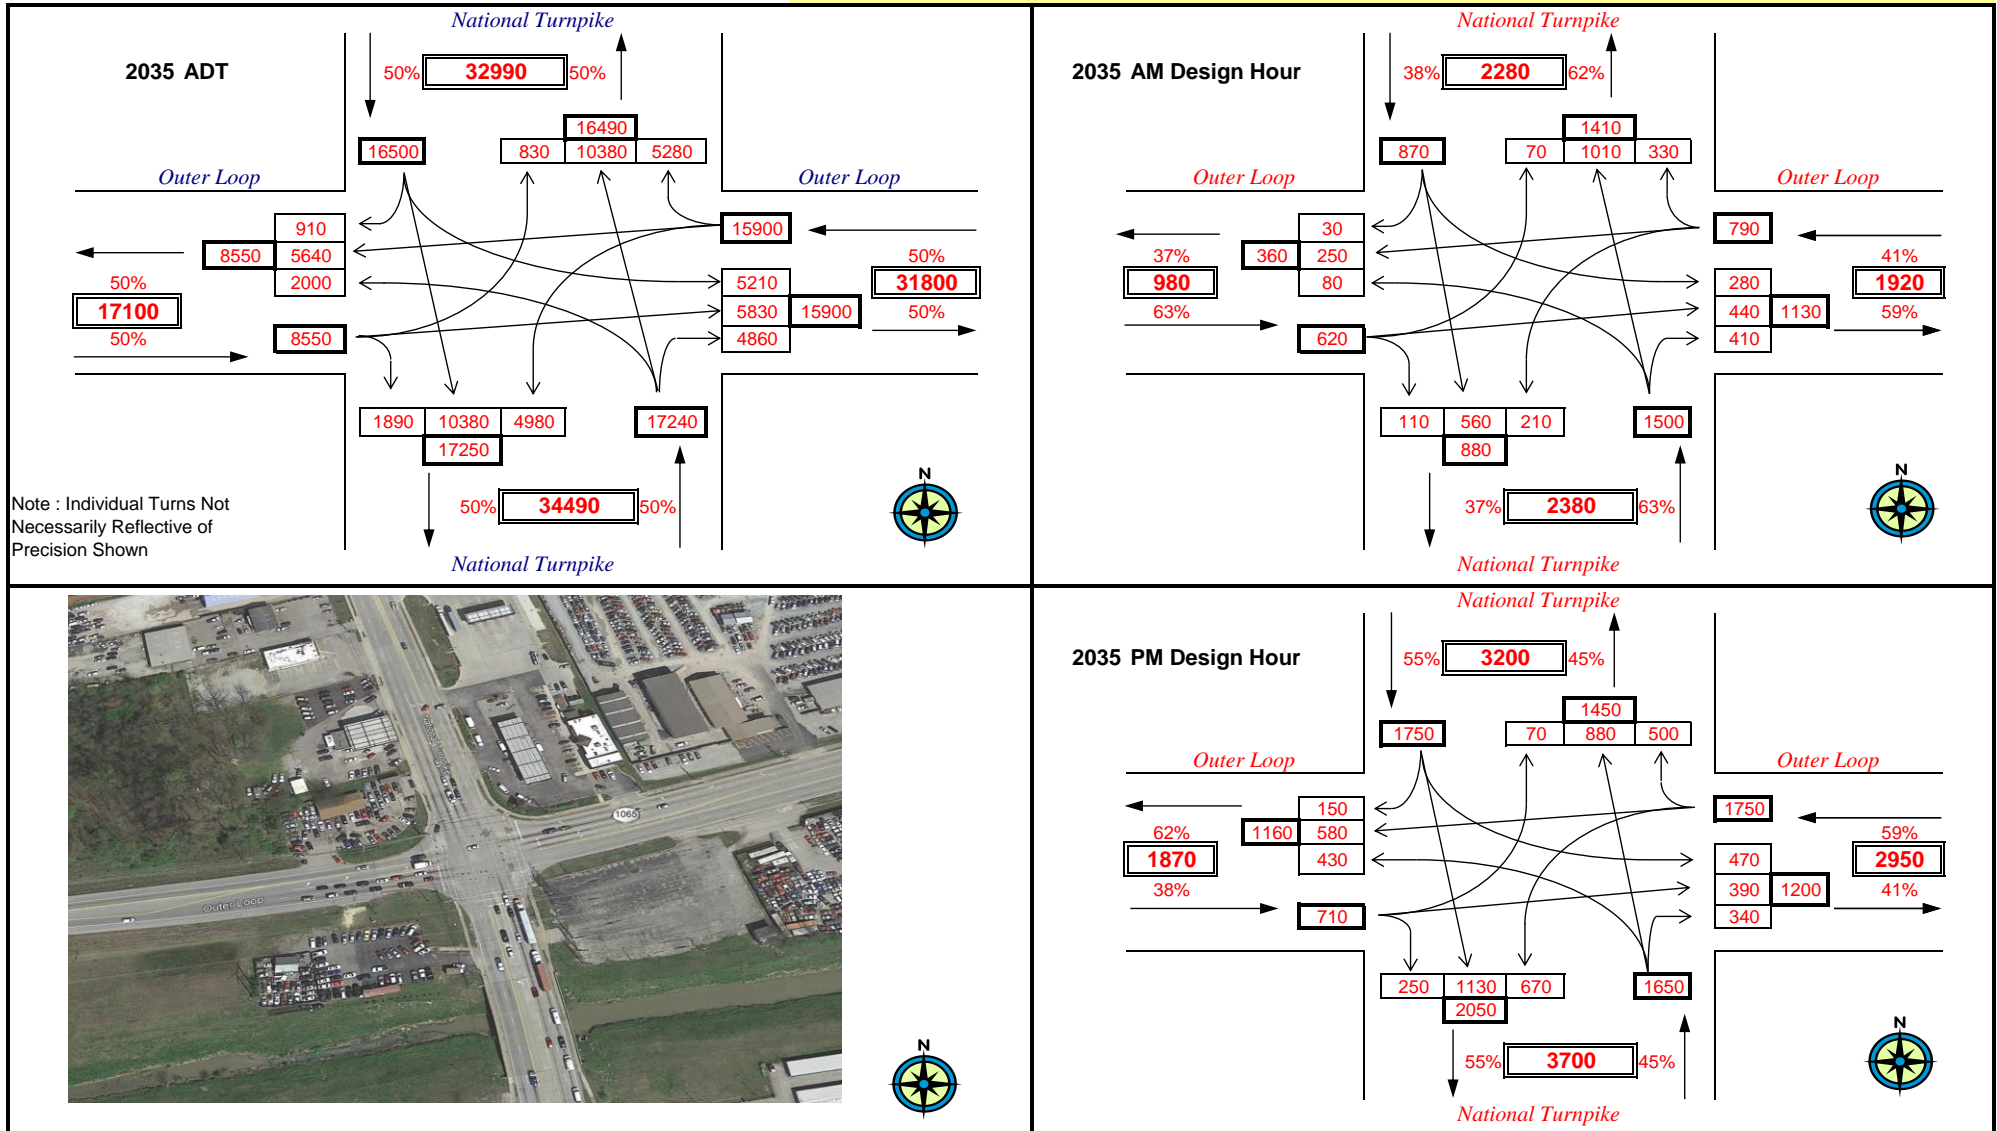 National Turnpike
2035 ADT
50% 32990 50%
16490
16500 830 10380 5280
Outer Loop Outer Loop
910 15900
8550 5640 50%
50% 2000 5210 31800
17100 5830 15900 50%
50% 8550 4860
1890 10380 4980 17240
17250
N
50% 34490 50%
Note : Individual Turns Not
Necessarily Reflective of
Precision Shown
National Turnpike
National Turnpike
2035 AM Design Hour
38% 2280 62%
1410
870 70 1010 330
Outer Loop Outer Loop
30 790
37% 360 250 41%
980 80 280 1920
63% 440 1130 59%
620 410
110 560 210 1500
880
N
37% 2380 63%
National Turnpike
National Turnpike
1065
Outer Loop
N
National Turnpike
2035 PM Design Hour
55% 3200 45%
1450
1750 70 880 500
Outer Loop Outer Loop
150 1750
62% 1160 580 59%
1870 430 470 2950
38% 390 1200 41%
710 340
250 1130 670 1650
2050
N
55% 3700 45%
National Turnpike